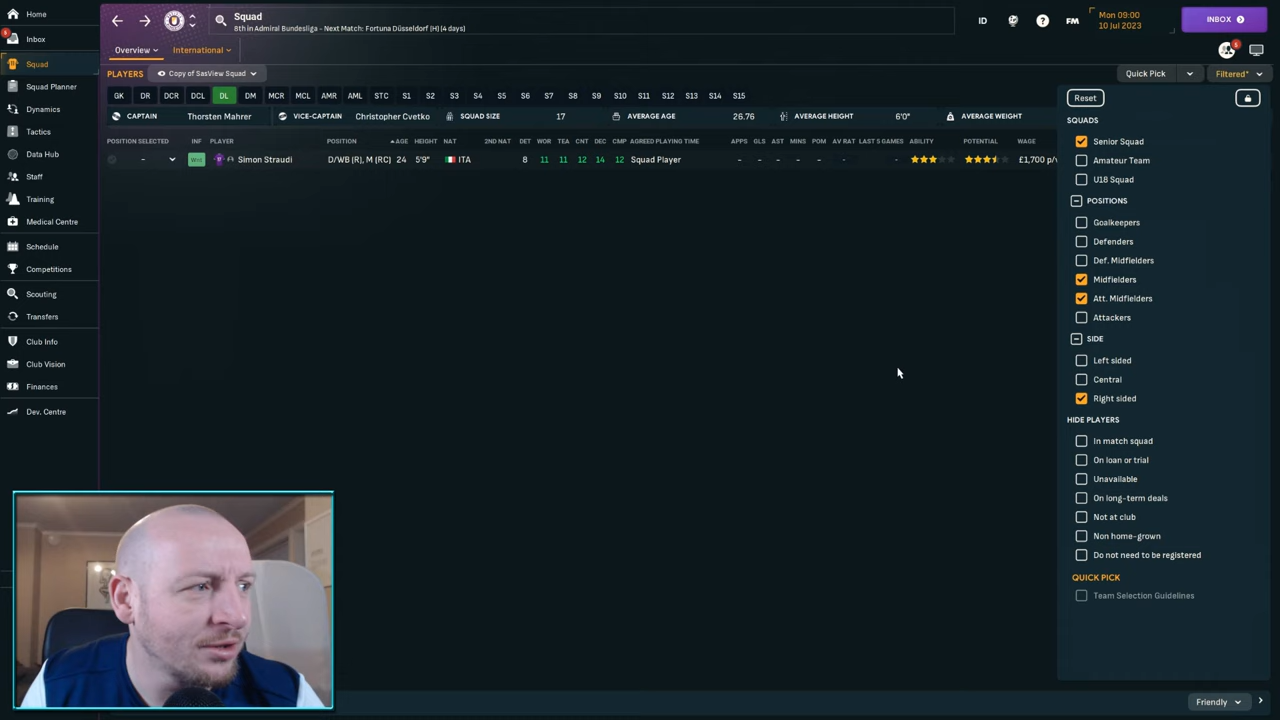 Home
5
Inbox
Squad
Squad Planner
Dynamics
Tactics
Data Hub
Staff
Training
Medical Centre
Schedule
Competitions
Scouting
Transfers
Club Info
Club Vision
Finances
Dev. Centre
Squad
8th in Admiral Bundesliga - Next Match: Fortuna Düsseldorf (H) (4 days)
ID
?
FM
Mon 09:00
10 Jul 2023
INBOX
Overview
International
1
PLAYERS
Copy of SasView Squad
Quick Pick
Filtered*
GK DR DCR DCL DL DM MCR MCL AMR AML STC S1 S2 S3 S4 S5 S6 S7 S8 S9 S10 S11 S12 S13 S14 S15
CAPTAIN Thorsten Mahrer VICE-CAPTAIN Christopher Cvetko SQUAD SIZE 17 AVERAGE AGE 26.76 AVERAGE HEIGHT 6'0" AVERAGE WEIGHT
POSITION SELECTED INF PLAYER POSITION AGE HEIGHT NAT 2ND NAT DET WOR TEA CNT DEC CMP AGREED PLAYING TIME APPS GLS AST MINS POM AV RAT LAST 5 GAMES ABILITY POTENTIAL WAGE
- Wnt Simon Straudi D/WB (R), M (RC) 24 5'9" ITA 8 11 11 12 14 12 Squad Player - - - - - - - £1,700 p/w
Reset
SQUADS
Senior Squad
Amateur Team
U18 Squad
POSITIONS
Goalkeepers
Defenders
Def. Midfielders
Midfielders
Att. Midfielders
Attackers
SIDE
Left sided
Central
Right sided
HIDE PLAYERS
In match squad
On loan or trial
Unavailable
On long-term deals
Not at club
Non home-grown
Do not need to be registered
QUICK PICK
Team Selection Guidelines
Friendly